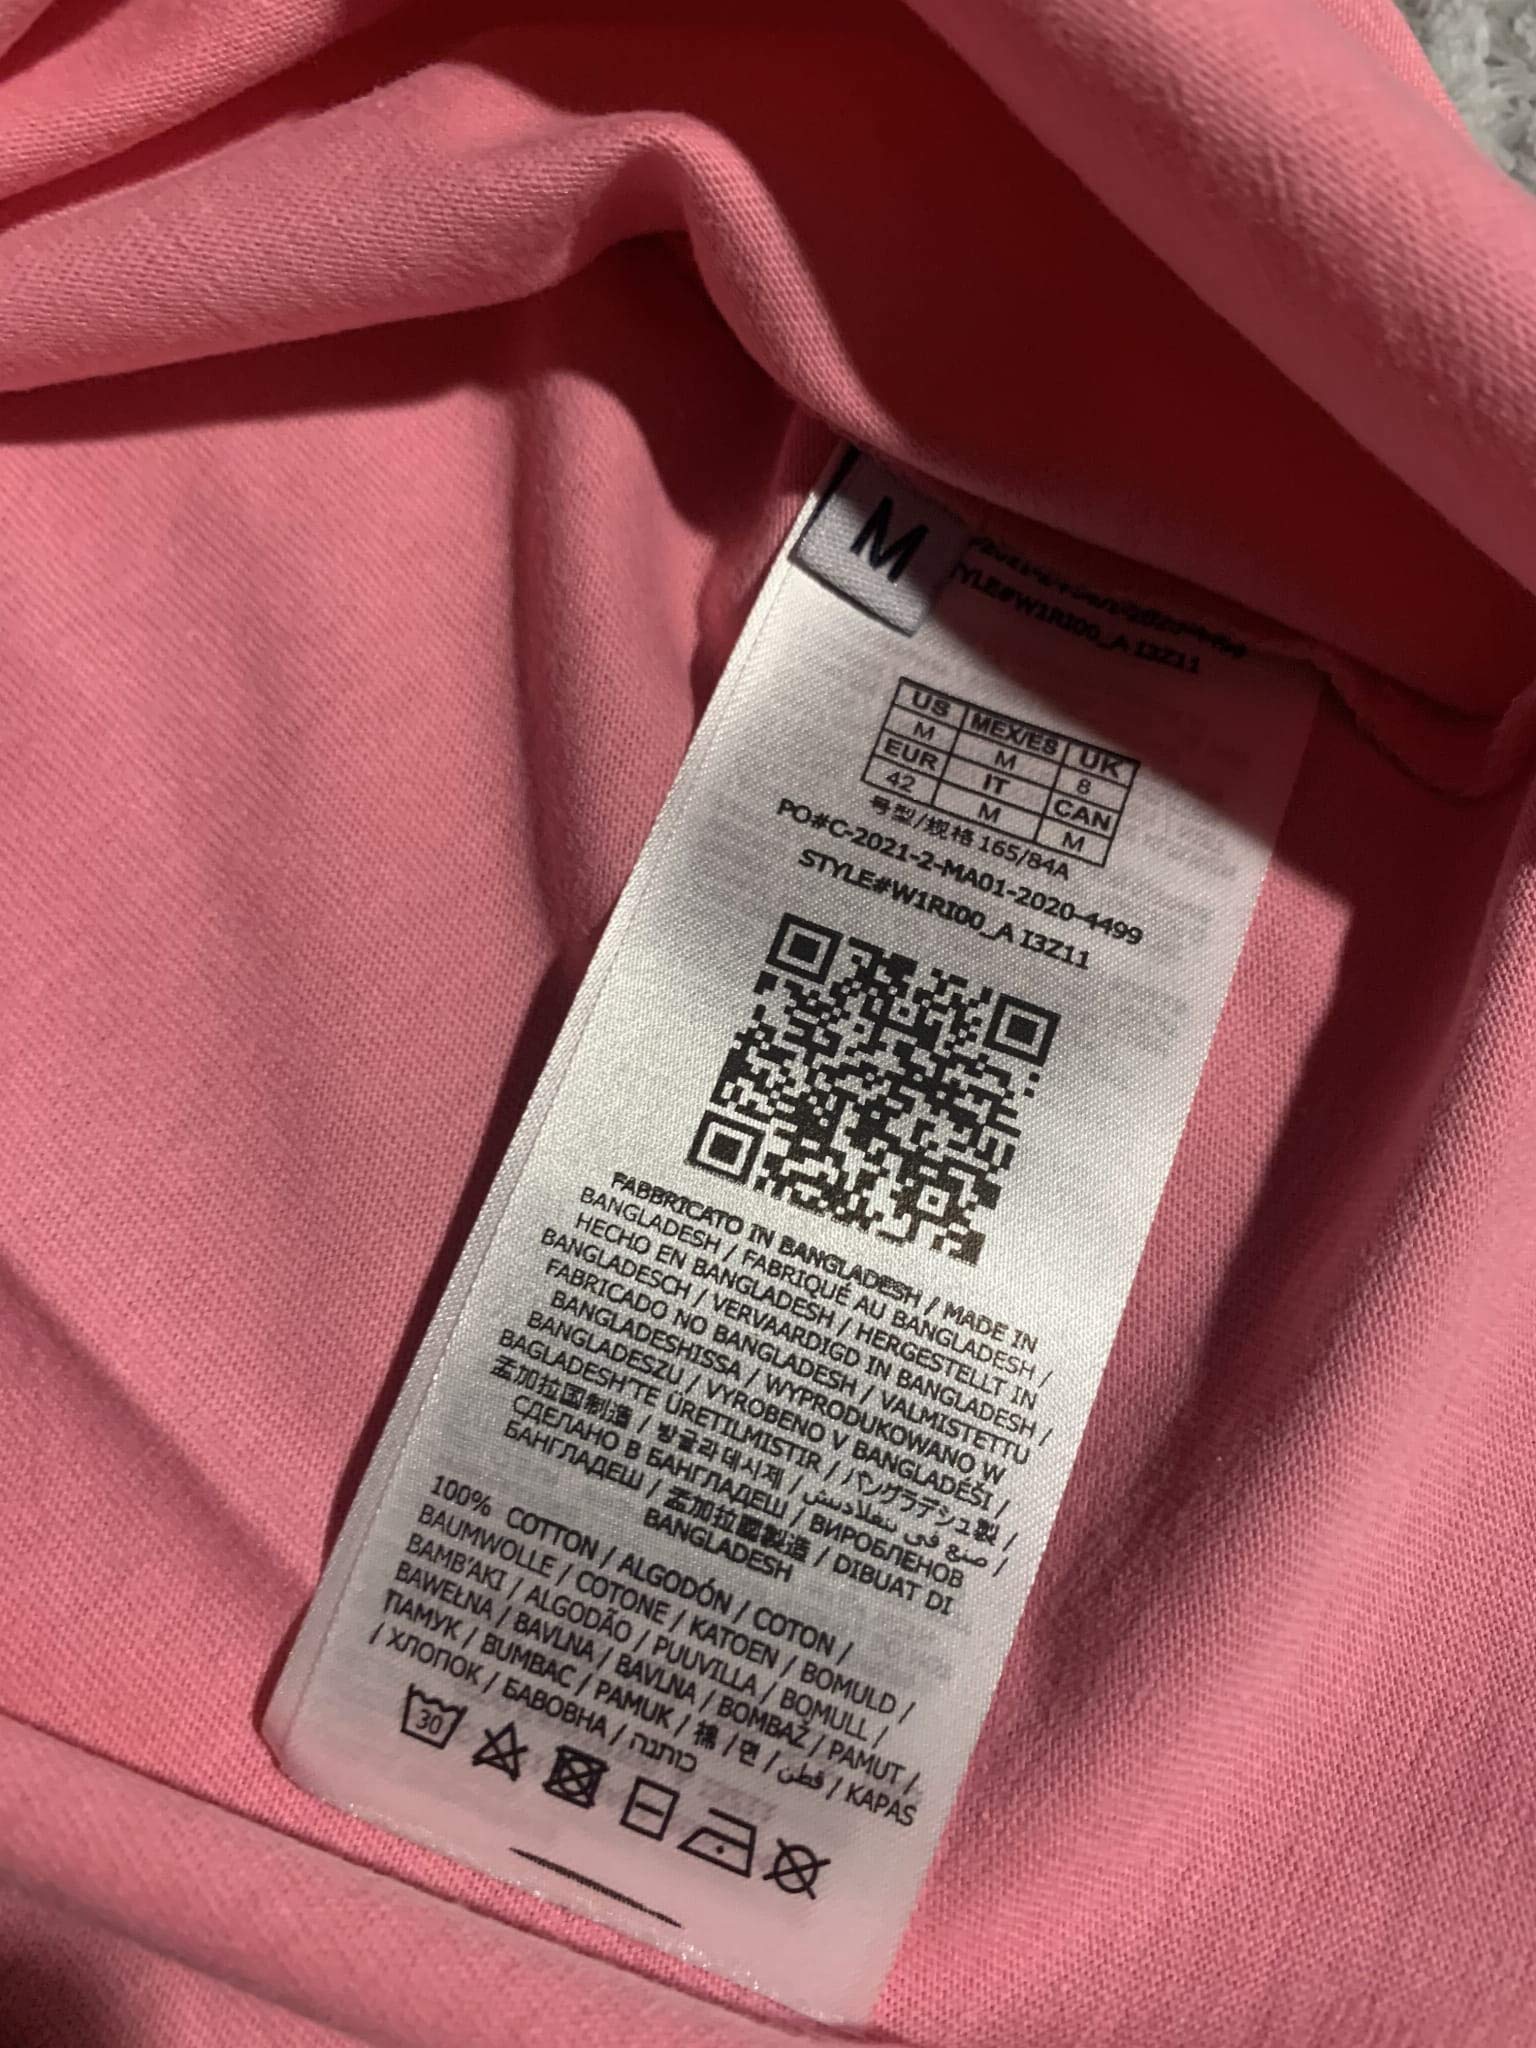 M
STYLE#W1RI00_A I3Z11
US MEX/ES UK
M M 8
EUR IT CAN
42 M M
号型/规格 165/84A
PO#C-2021-2-MA01-2020-4499
STYLE#W1RI00_A I3Z11
FABBRICATO IN BANGLADESH / MADE IN
BANGLADESH / FABRIQUÉ AU BANGLADESH /
HECHO EN BANGLADESH / HERGESTELLT IN
BANGLADESCH / VERVAARDIGD IN BANGLADESH /
FABRICADO NO BANGLADESH / VALMISTETTU
BANGLADESHISSA / WYPRODUKOWANO W
BANGLADESZU / VYROBENO V BANGLADÉŠI /
BAGLADESH'TE ÜRETILMISTIR / バングラデシュ製 /
孟加拉国制造 / 방글라데시제 / صنع في بنغلاديش /
СДЕЛАНО В БАНГЛАДЕШ / ВИРОБЛЕНОВ
БАНГЛАДЕШ / 孟加拉國製造 / DIBUAT DI
BANGLADESH
100% COTTON / ALGODÓN / COTON /
BAUMWOLLE / COTONE / KATOEN / BOMULD /
BAMB'AKI / ALGODÃO / PUUVILLA / BOMULL /
BAWEŁNA / BAVLNA / BAVLNA / BOMBAŽ / PAMUT /
ПАМУК / BUMBAC / PAMUK / 棉 / 면 / قطن / KAPAS
/ ХЛОПОК / БАВОВНА / כותנה
30